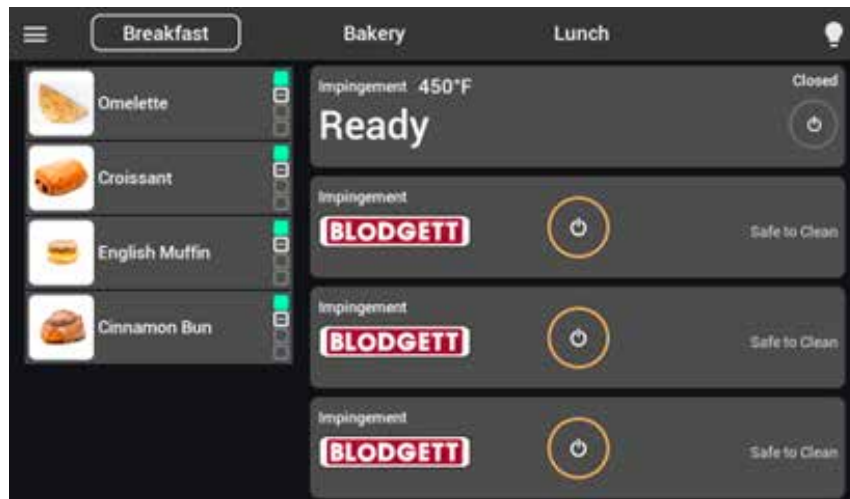 Breakfast
Bakery
Lunch
Omelette
Croissant
English Muffin
Cinnamon Bun
Impingement 450°F
Closed
Ready
Impingement
BLODGETT
Safe to Clean
Impingement
BLODGETT
Safe to Clean
Impingement
BLODGETT
Safe to Clean